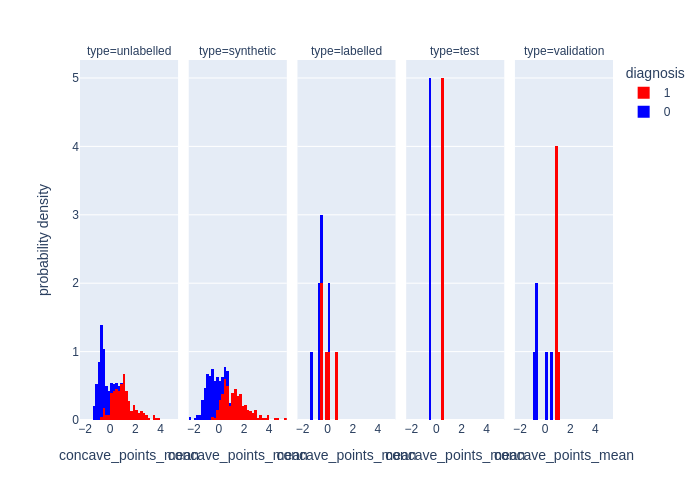 type=unlabelled type=synthetic type=labelled type=test type=validation
diagnosis
1
0
probability density
5
4
3
2
1
0
−2 0 2 4 −2 0 2 4 −2 0 2 4 −2 0 2 4 −2 0 2 4
concave_points_mean concave_points_mean concave_points_mean concave_points_mean concave_points_mean